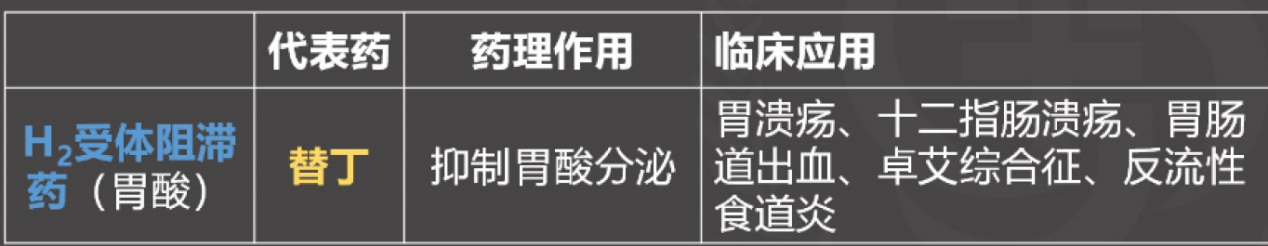 代表药
药理作用
临床应用
H₂受体阻滞
药（胃酸）
替丁
抑制胃酸分泌
胃溃疡、十二指肠溃疡、胃肠
道出血、卓艾综合征、反流性
食道炎